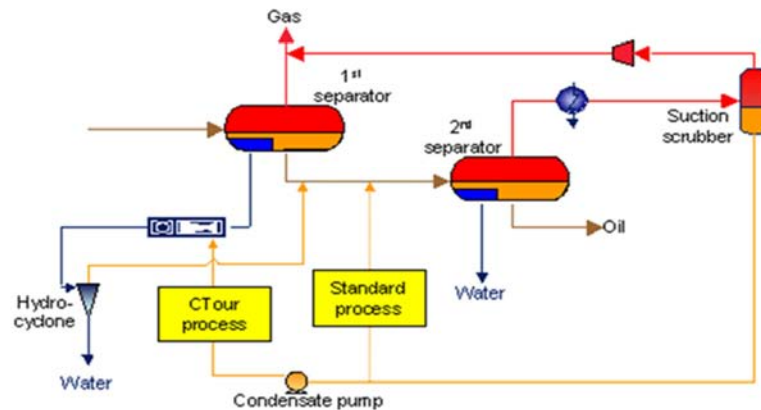 Gas
1st
separator
2nd
separator
Suction
scrubber
Oil
Hydro-
cyclone
CTour
process
Standard
process
Water
Water
Condensate pump